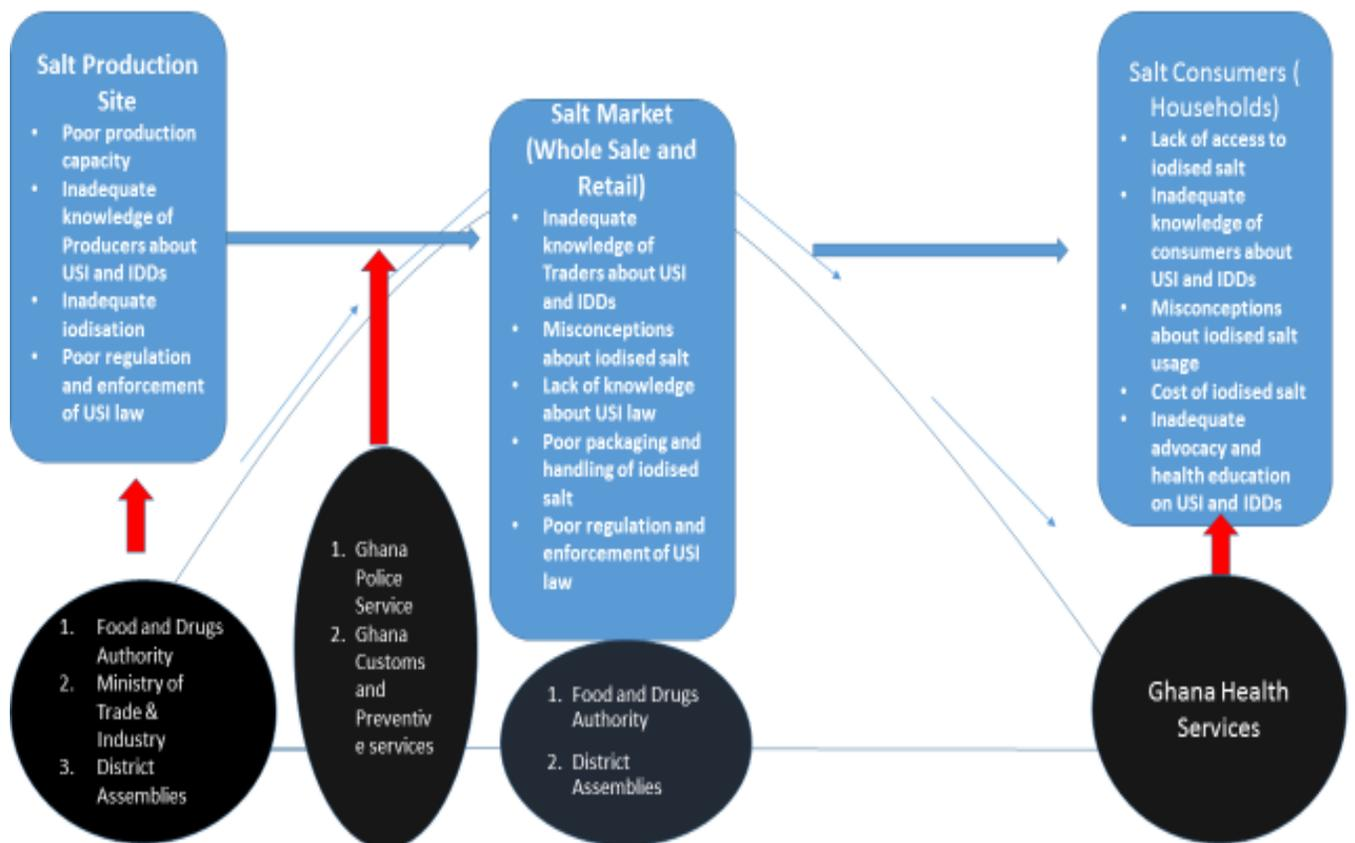 Salt Production
Site
• Poor production
capacity
• Inadequate
knowledge of
Producers about
USI and IDDs
• Inadequate
iodisation
• Poor regulation
and enforcement
of USI law
Salt Market
(Whole Sale and
Retail)
• Inadequate
knowledge of
Traders about USI
and IDDs
• Misconceptions
about iodised salt
• Lack of knowledge
about USI law
• Poor packaging and
handling of iodised
salt
• Poor regulation and
enforcement of USI
law
Salt Consumers (
Households)
• Lack of access to
iodised salt
• Inadequate
knowledge of
consumers about
USI and IDDs
• Misconceptions
about iodised salt
usage
• Cost of iodised salt
• Inadequate
advocacy and
health education
on USI and IDDs
1. Food and Drugs
Authority
2. Ministry of
Trade &
Industry
3. District
Assemblies
1. Ghana
Police
Service
2. Ghana
Customs
and
Preventiv
e services
1. Food and Drugs
Authority
2. District
Assemblies
Ghana Health
Services